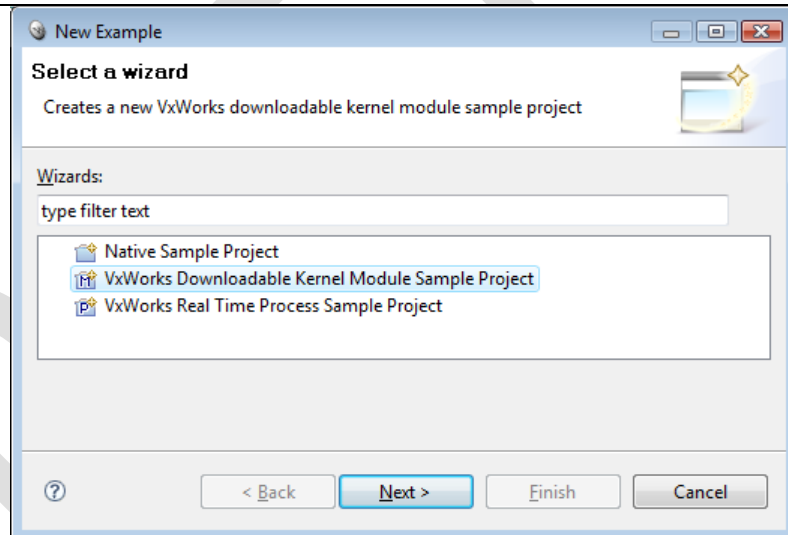 New Example
Select a wizard
Creates a new VxWorks downloadable kernel module sample project
Wizards:
type filter text
Native Sample Project
VxWorks Downloadable Kernel Module Sample Project
VxWorks Real Time Process Sample Project
< Back Next > Finish Cancel